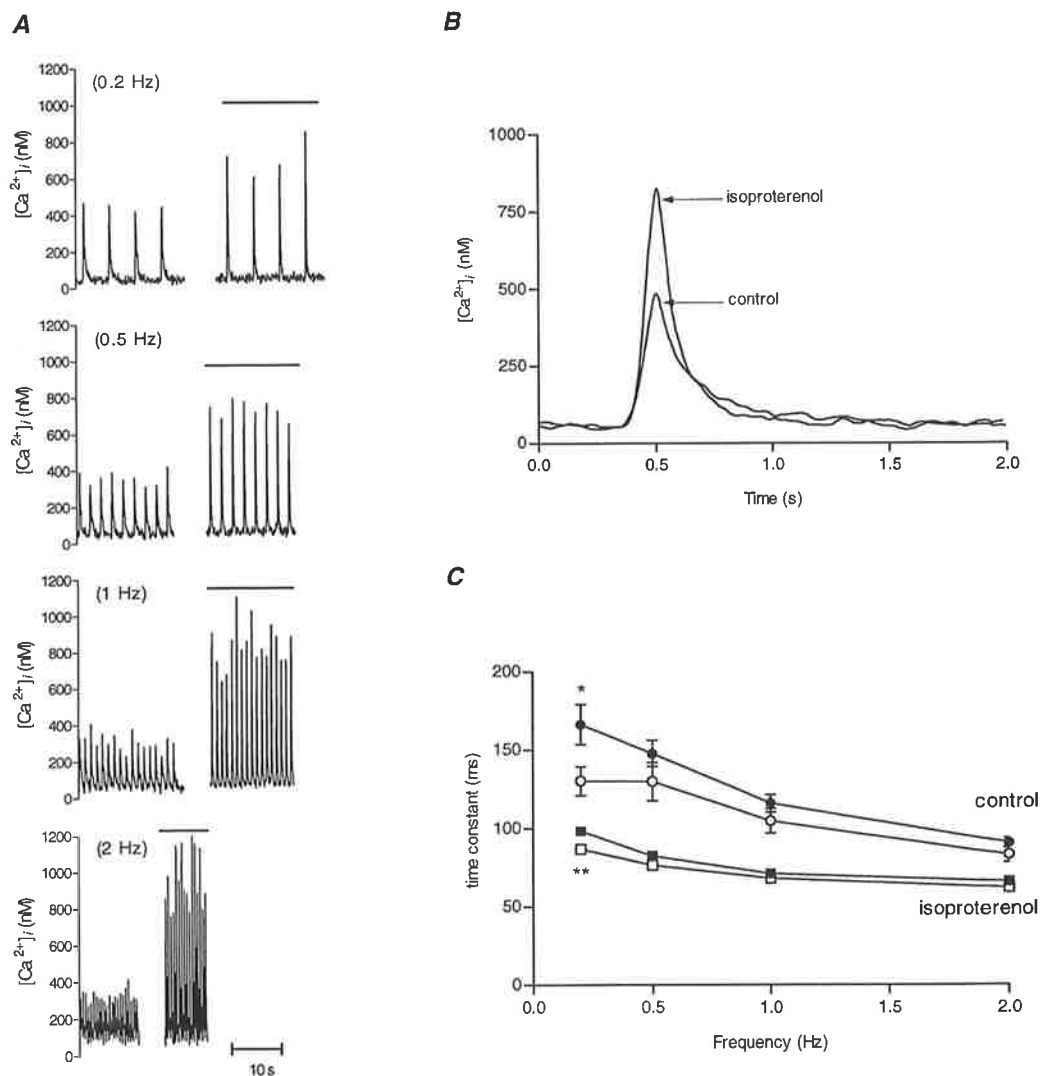 A
(0.2 Hz)
1200
1000
800
600
400
200
0
[Ca2+]i (nM)
(0.5 Hz)
1200
1000
800
600
400
200
0
[Ca2+]i (nM)
(1 Hz)
1200
1000
800
600
400
200
0
[Ca2+]i (nM)
(2 Hz)
1200
1000
800
600
400
200
0
[Ca2+]i (nM)
10 s
B
1000
750
500
250
0
[Ca2+]i (nM)
isoproterenol
control
0.0 0.5 1.0 1.5 2.0
Time (s)
C
200
150
100
50
0
time constant (ms)
*
**
control
isoproterenol
0.0 0.5 1.0 1.5 2.0
Frequency (Hz)